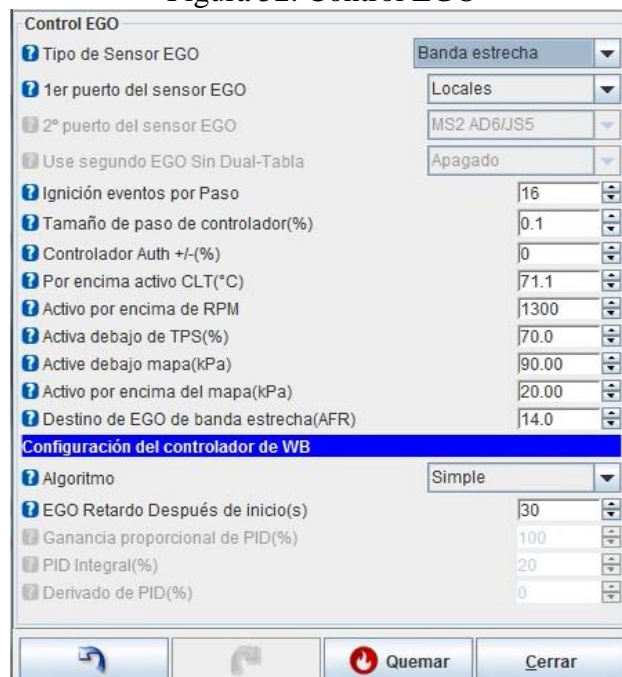 Figura 32: Control EGO
Control EGO
Tipo de Sensor EGO Banda estrecha
1er puerto del sensor EGO Locales
2º puerto del sensor EGO MS2 AD6/JS5
Use segundo EGO Sin Dual-Tabla Apagado
Ignición eventos por Paso 16
Tamaño de paso de controlador(%) 0.1
Controlador Auth +/-(%) 0
Por encima activo CLT(°C) 71.1
Activo por encima de RPM 1300
Activa debajo de TPS(%) 70.0
Active debajo mapa(kPa) 90.00
Activo por encima del mapa(kPa) 20.00
Destino de EGO de banda estrecha(AFR) 14.0
Configuración del controlador de WB
Algoritmo Simple
EGO Retardo Después de inicio(s) 30
Ganancia proporcional de PID(%) 100
PID Integral(%) 20
Derivado de PID(%) 0
Quemar Cerrar